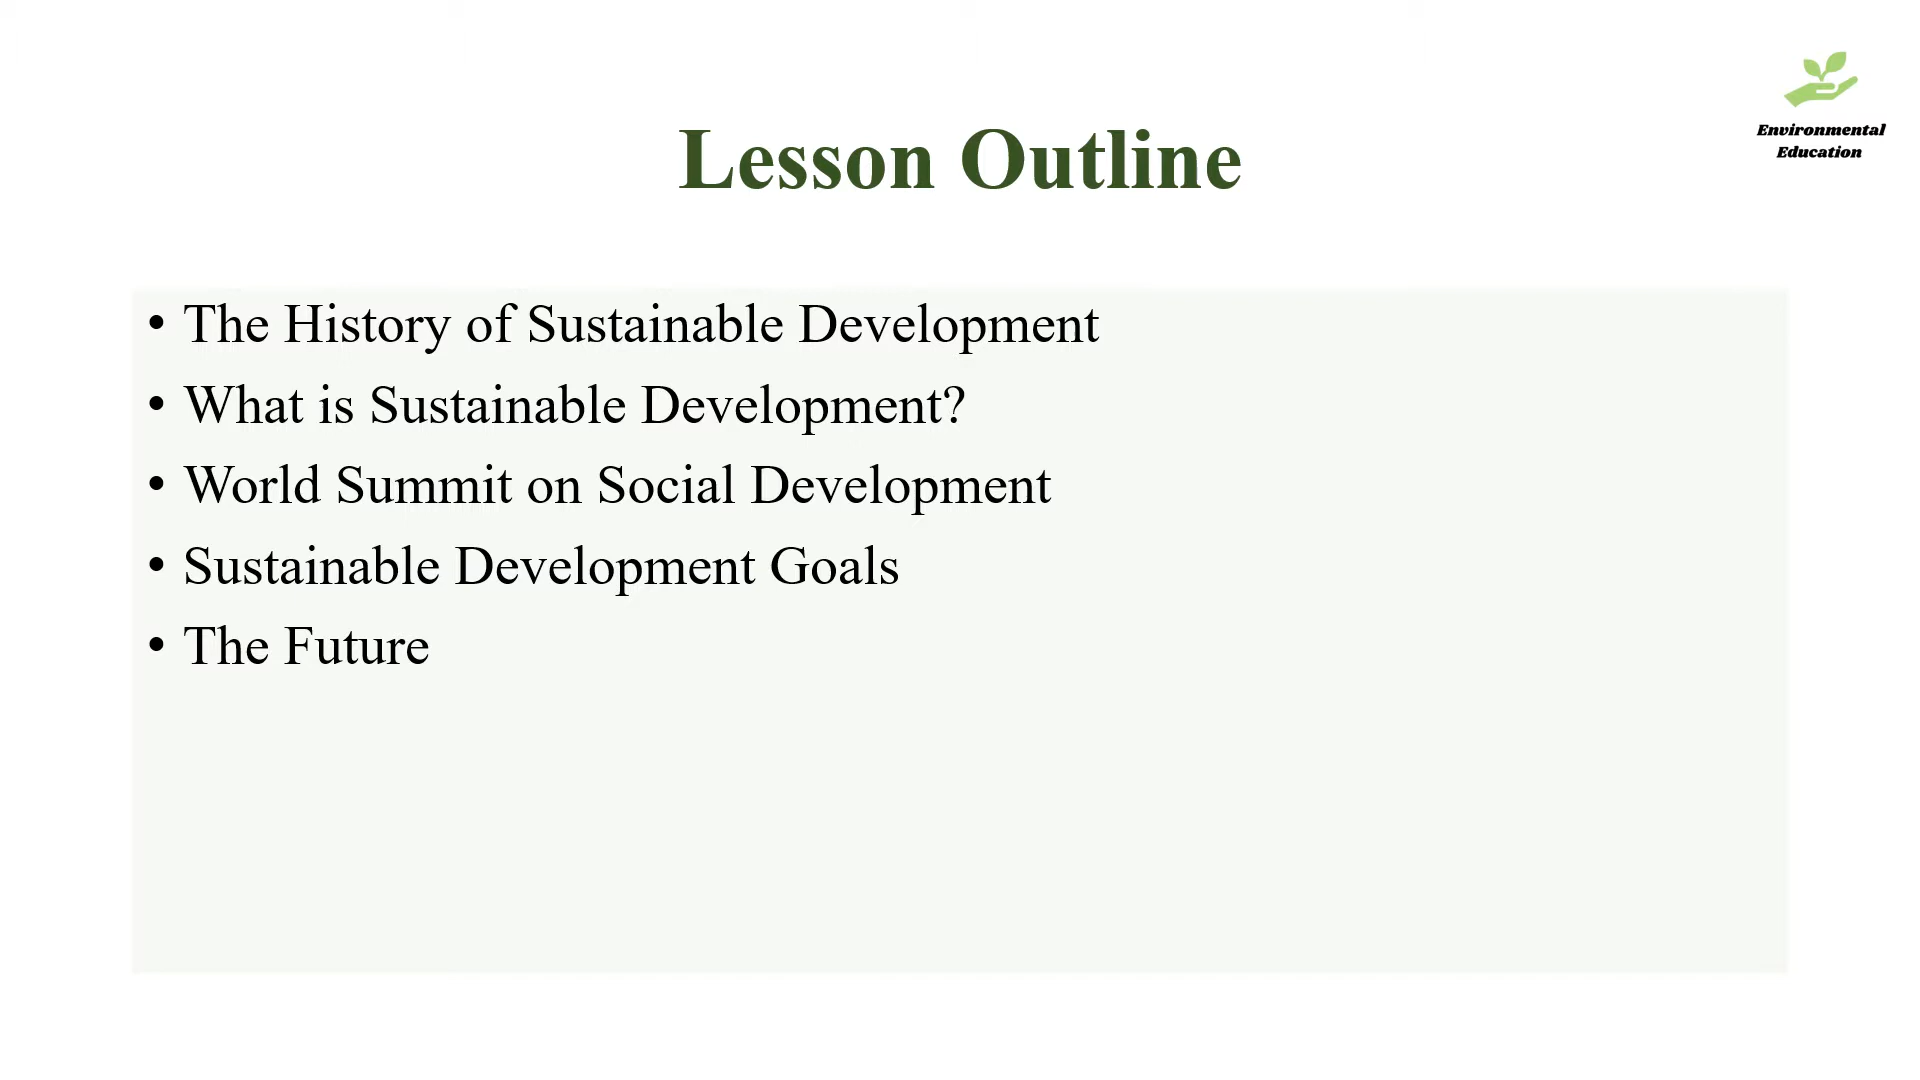 Environmental
Education
Lesson Outline
• The History of Sustainable Development
• What is Sustainable Development?
• World Summit on Social Development
• Sustainable Development Goals
• The Future